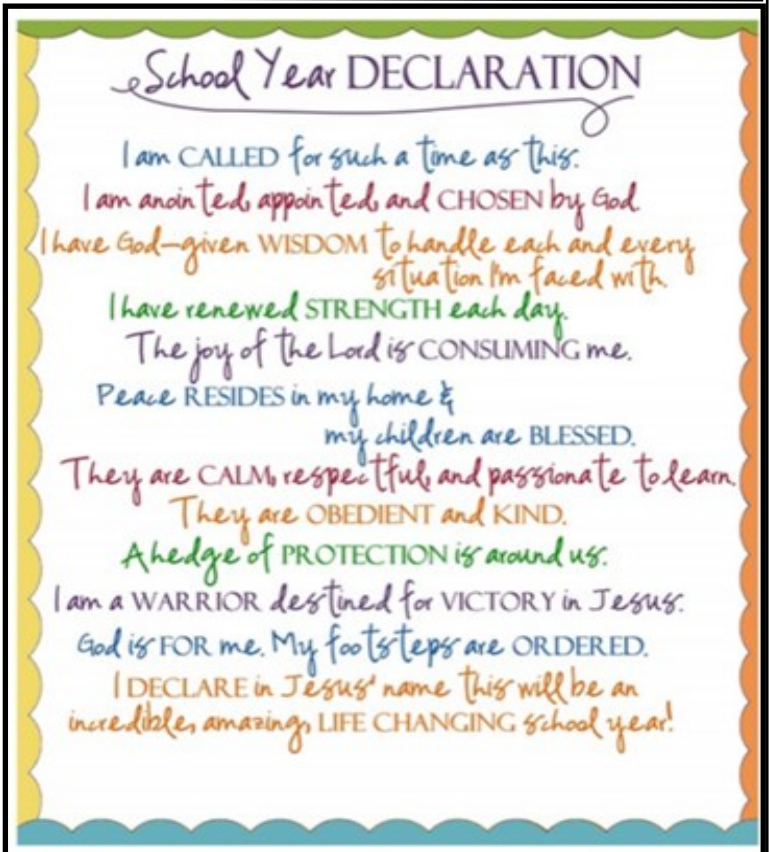 School Year DECLARATION
I am CALLED for such a time as this.
I am anointed, appointed, and CHOSEN by God.
I have God-given WISDOM to handle each and every
situation I'm faced with.
I have renewed STRENGTH each day.
The joy of the Lord is CONSUMING me.
Peace RESIDES in my home &
my children are BLESSED.
They are CALM, respectful, and passionate to learn.
They are OBEDIENT and KIND.
A hedge of PROTECTION is around us.
I am a WARRIOR destined for VICTORY in Jesus.
God is FOR me. My footsteps are ORDERED.
I DECLARE in Jesus' name this will be an
incredible, amazing, LIFE CHANGING school year!